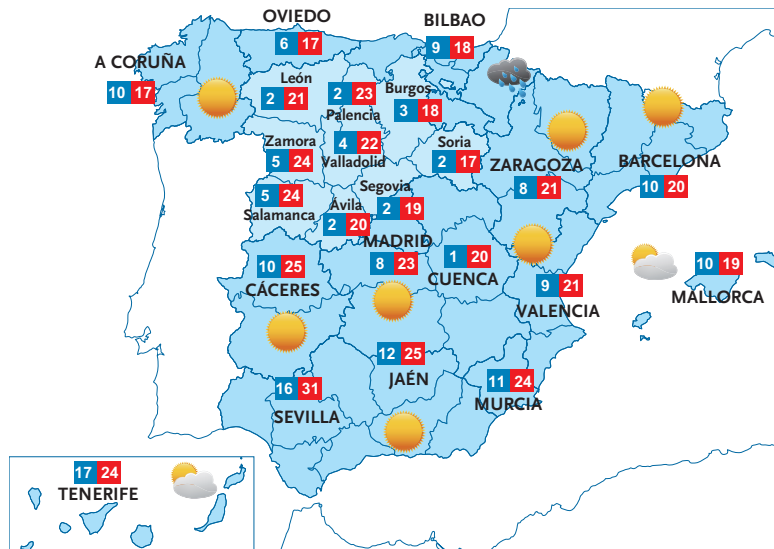 OVIEDO
6 17
BILBAO
9 18
A CORUÑA
10 17
León
2 21
2 23
Palencia
Burgos
3 18
Zamora
5 24
4 22
Valladolid
Soria
2 17
ZARAGOZA
8 21
BARCELONA
10 20
5 24
Salamanca
Ávila
2 20
Segovia
2 19
MADRID
8 23
1 20
CUENCA
10 25
CÁCERES
9 21
VALENCIA
10 19
MALLORCA
12 25
JAÉN
11 24
MURCIA
16 31
SEVILLA
17 24
TENERIFE